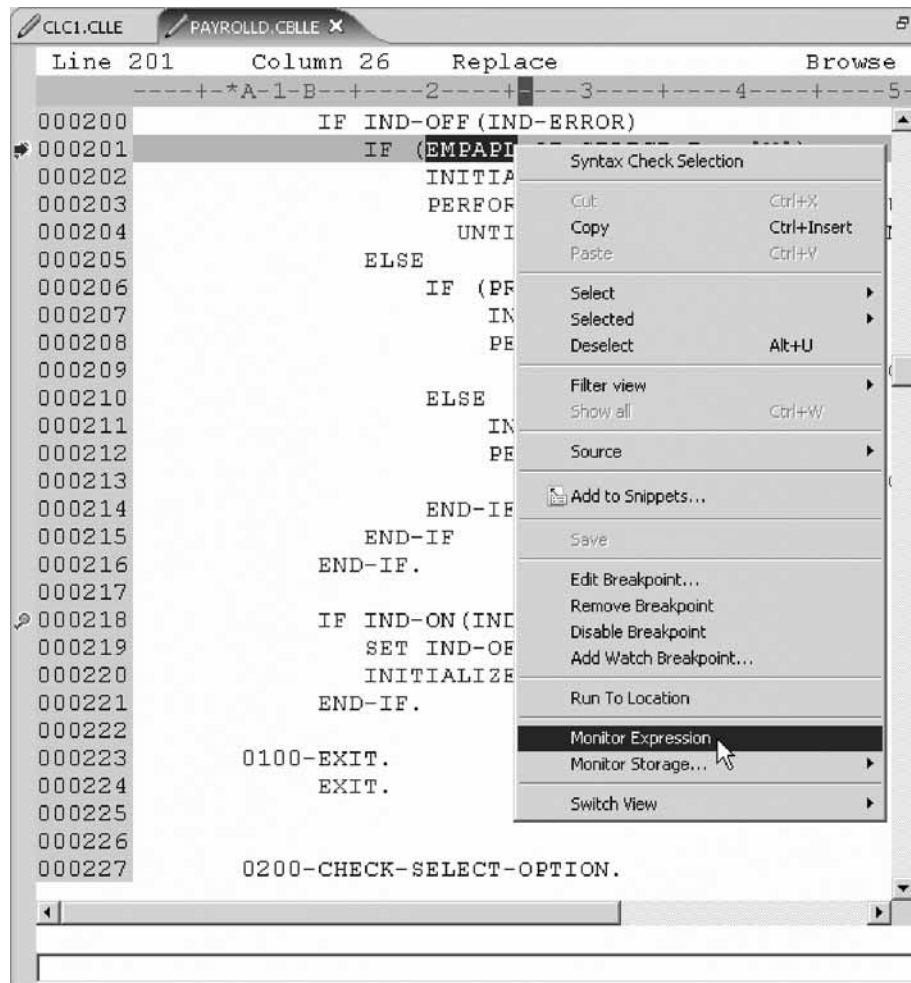 CLC1.CLLE PAYROLLD.CBLLE
Line 201 Column 26 Replace Browse
----+-*A-1-B--+----2----+----3----+----4----+----5-
000200 IF IND-OFF(IND-ERROR)
000201 IF (EMPAPL
000202 INITIA
000203 PERFOR
000204 UNTI
000205 ELSE
000206 IF (PR
000207 IN
000208 PE
000209
000210 ELSE
000211 IN
000212 PE
000213
000214 END-IF
000215 END-IF
000216 END-IF.
000217
000218 IF IND-ON(IND
000219 SET IND-OF
000220 INITIALIZE
000221 END-IF.
000222
000223 0100-EXIT.
000224 EXIT.
000225
000226
000227 0200-CHECK-SELECT-OPTION.
Syntax Check Selection
Cut Ctrl+X
Copy Ctrl+Insert
Paste Ctrl+V
Select
Selected
Deselect Alt+U
Filter view
Show all Ctrl+W
Source
Add to Snippets...
Save
Edit Breakpoint...
Remove Breakpoint
Disable Breakpoint
Add Watch Breakpoint...
Run To Location
Monitor Expression
Monitor Storage...
Switch View